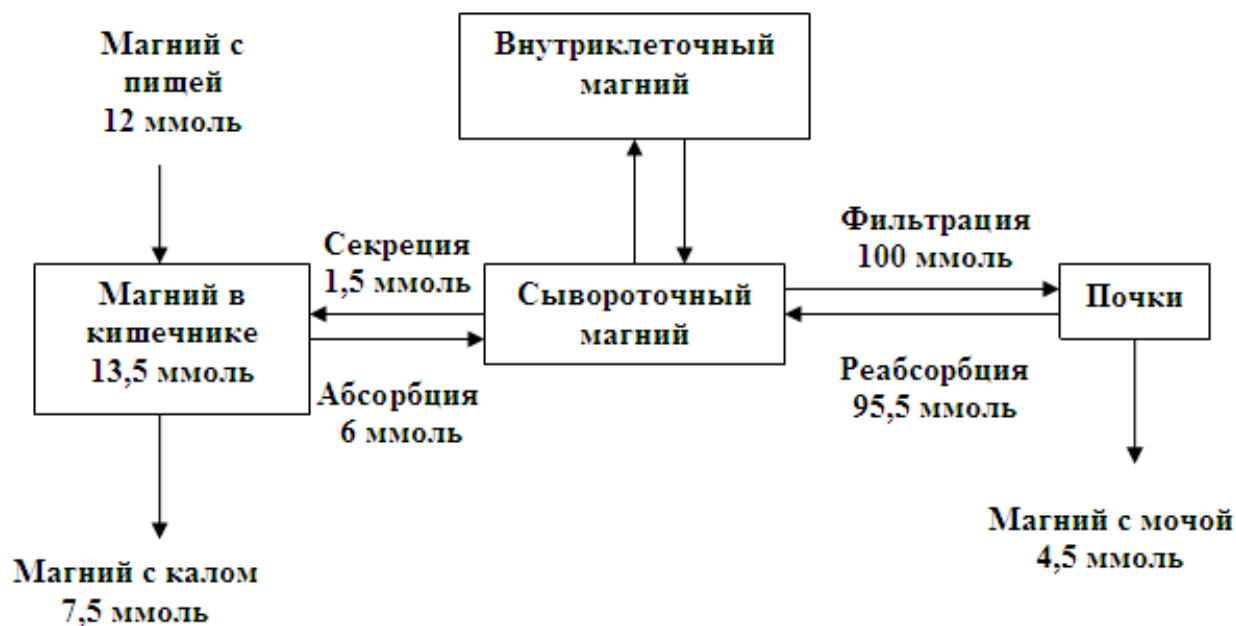 Магний с
пищей
12 ммоль
Внутриклеточный
магний
Секреция
1,5 ммоль
Фильтрация
100 ммоль
Магний в
кишечнике
13,5 ммоль
Сывороточный
магний
Почки
Абсорбция
6 ммоль
Реабсорбция
95,5 ммоль
Магний с калом
7,5 ммоль
Магний с мочой
4,5 ммоль